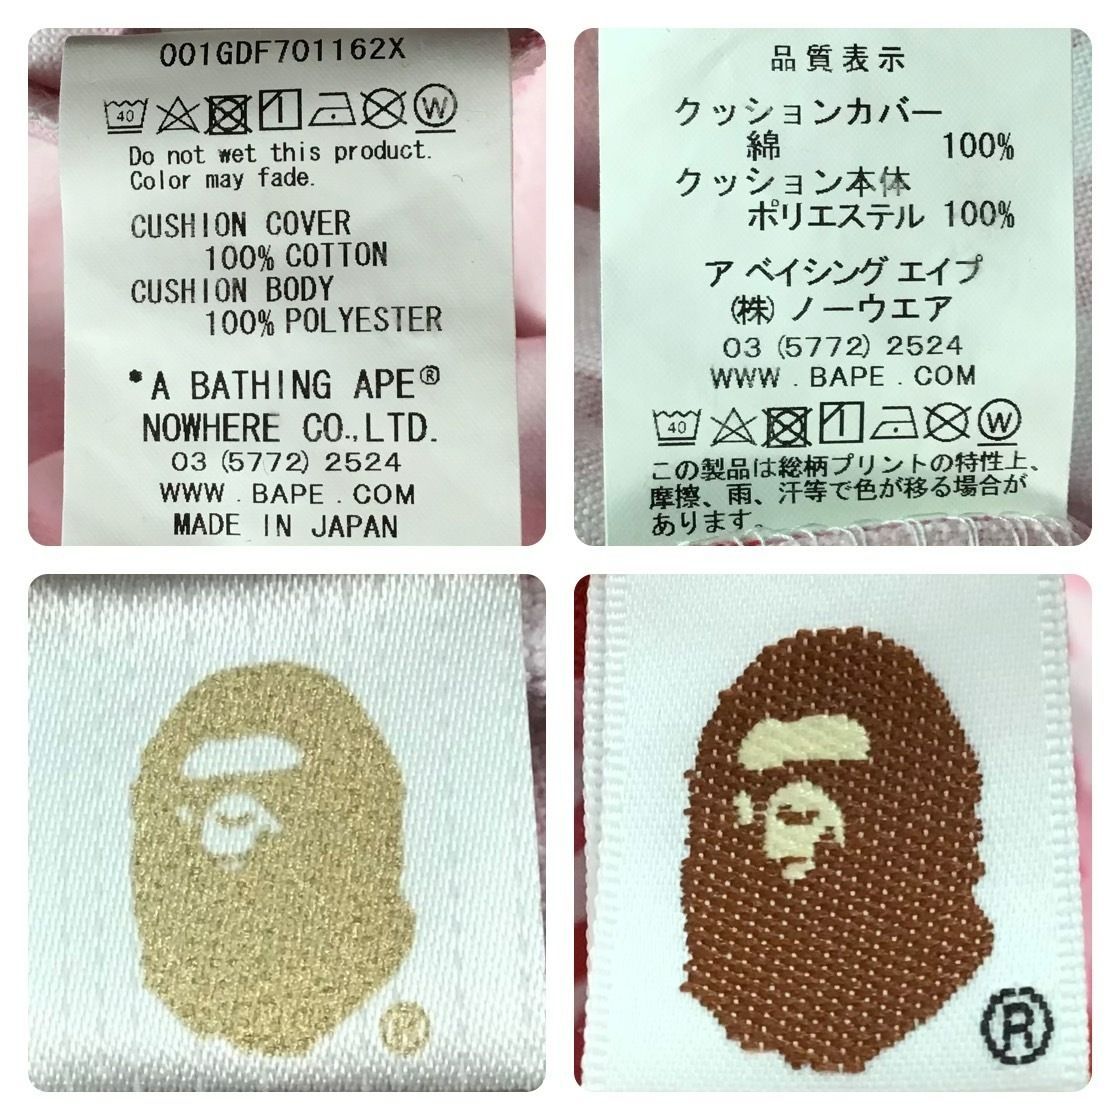 001GDF701162X
40
1
W
Do not wet this product.
Color may fade.
CUSHION COVER
100% COTTON
CUSHION BODY
100% POLYESTER
*A BATHING APE®
NOWHERE CO.,LTD.
03 (5772) 2524
WWW . BAPE . COM
MADE IN JAPAN
品質表示
クッションカバー
綿 100%
クッション本体
ポリエステル 100%
ア ベイシング エイプ
(株) ノーウエア
03 (5772) 2524
WWW . BAPE . COM
40
1
W
この製品は総柄プリントの特性上、
摩擦、雨、汗等で色が移る場合が
あります。
®
®